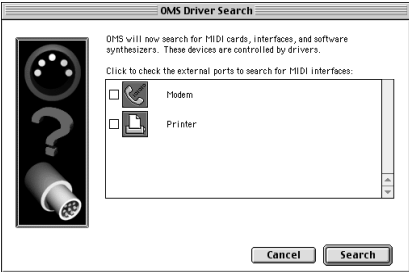 OMS Driver Search
OMS will now search for MIDI cards, interfaces, and software
synthesizers. These devices are controlled by drivers.
Click to check the external ports to search for MIDI interfaces:
Modem
Printer
Cancel
Search